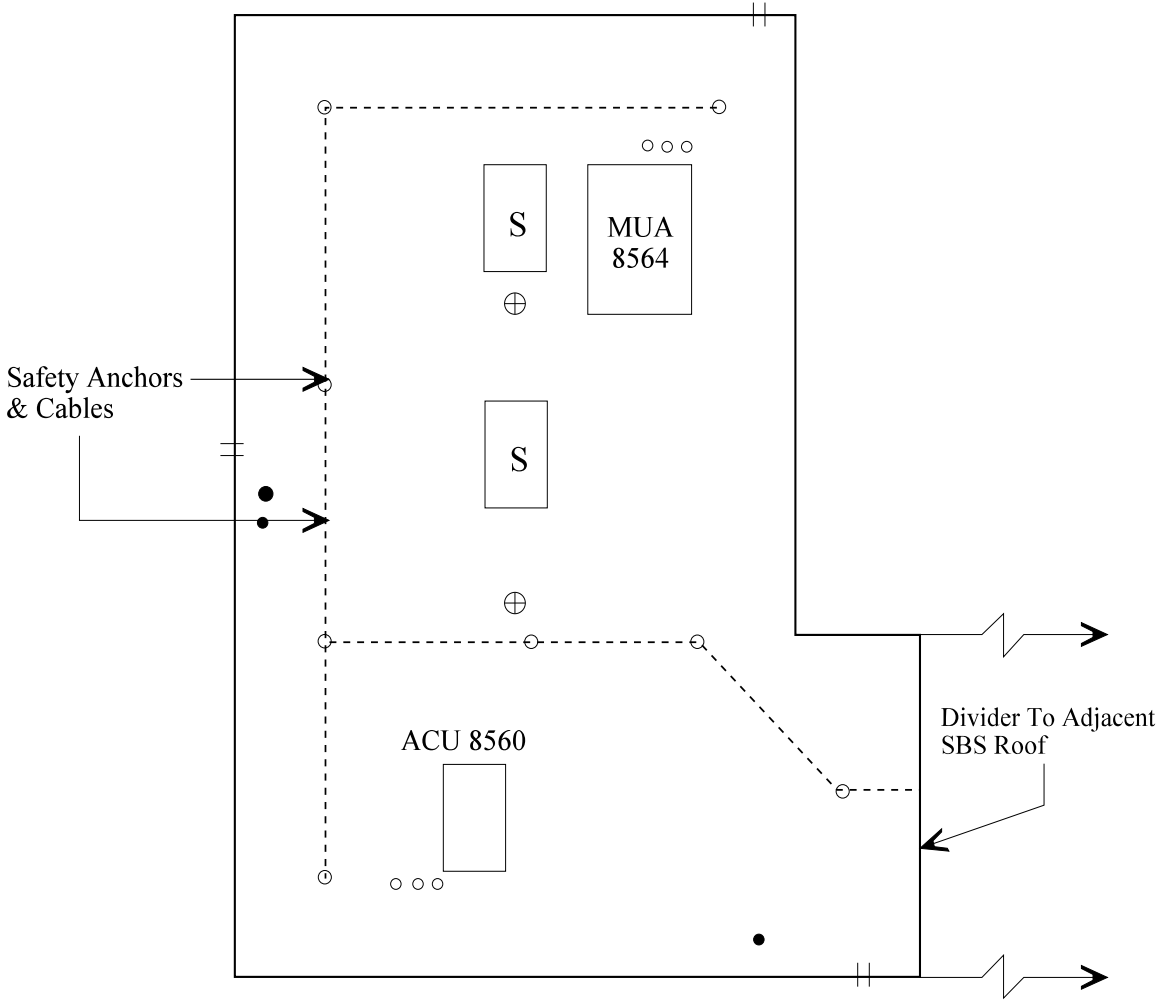 S
MUA
8564
Safety Anchors
& Cables
S
Divider To Adjacent
SBS Roof
ACU 8560